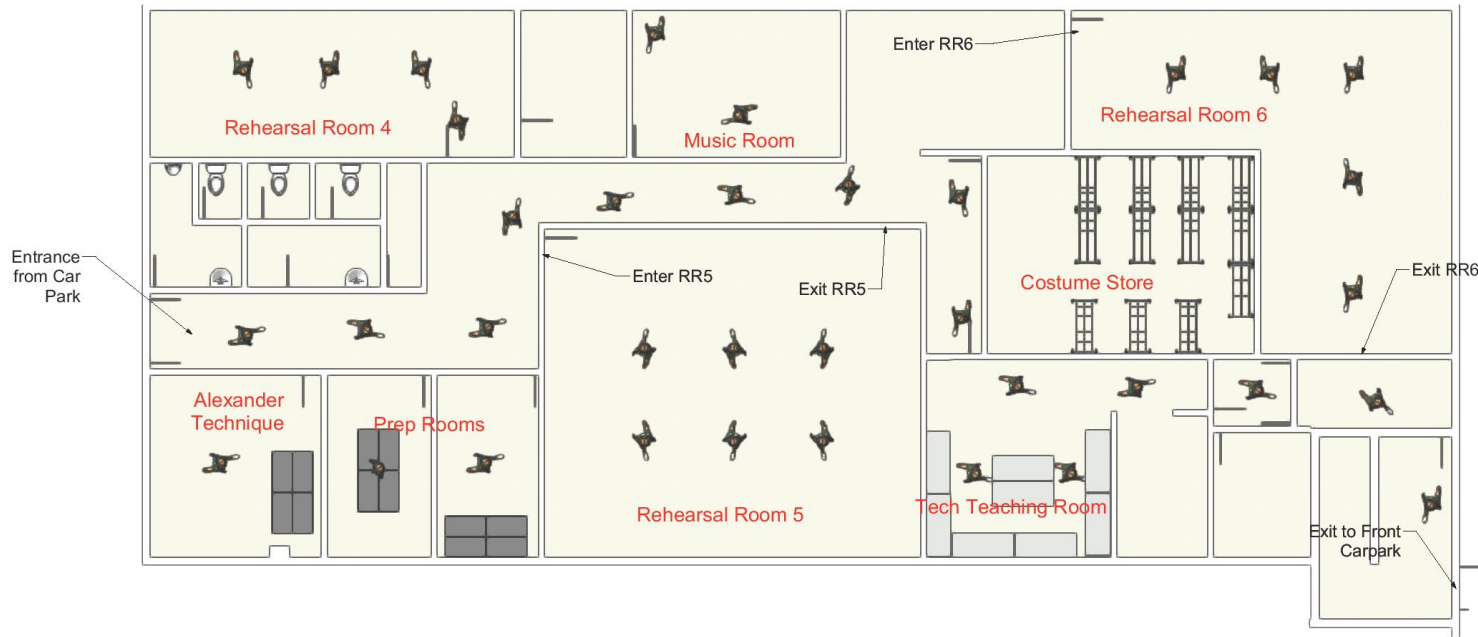 Enter RR6
Rehearsal Room 4
Music Room
Rehearsal Room 6
Entrance
from Car
Park
Enter RR5
Exit RR5
Costume Store
Exit RR6
Alexander
Technique
Prep Rooms
Rehearsal Room 5
Tech Teaching Room
Exit to Front
Carpark